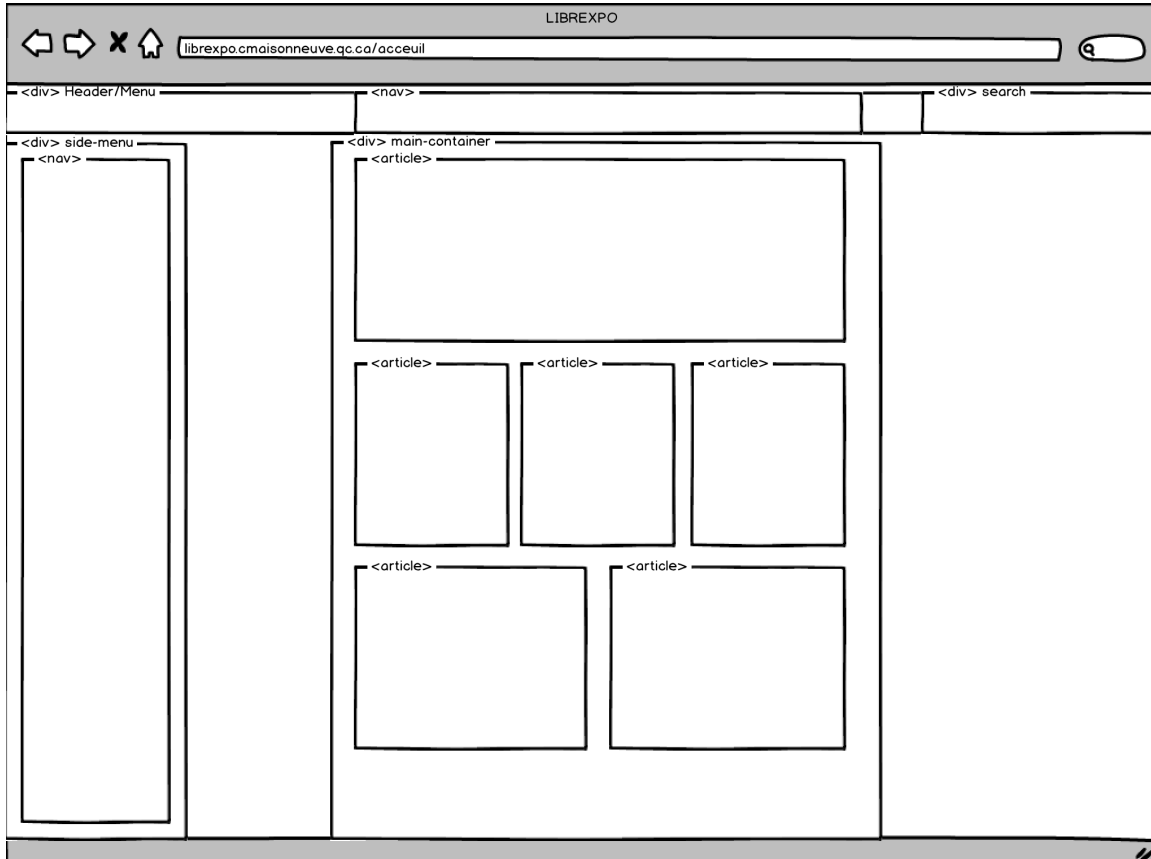 LIBREXPO
librexpo.cmaisonneuve.qc.ca/acceuil
<div> Header/Menu
<nav>
<div> search
<div> side-menu
<nav>
<div> main-container
<article>
<article>
<article>
<article>
<article>
<article>